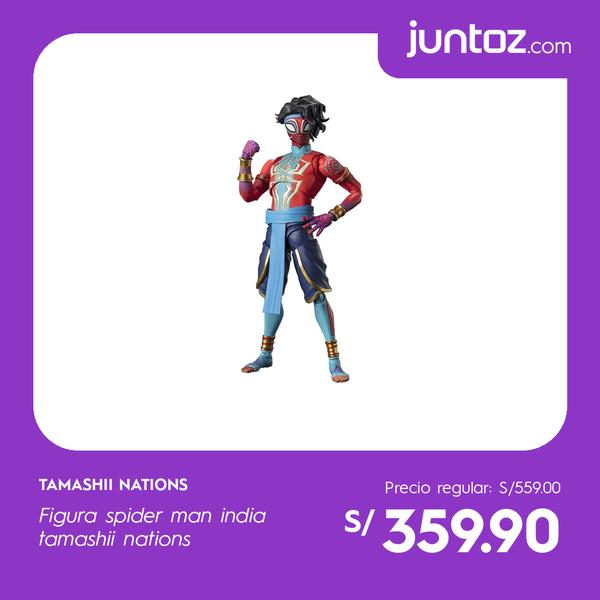 juntoz.com
TAMASHII NATIONS
Figura spider man india
tamashii nations
Precio regular: S/559.00
S/ 359.90